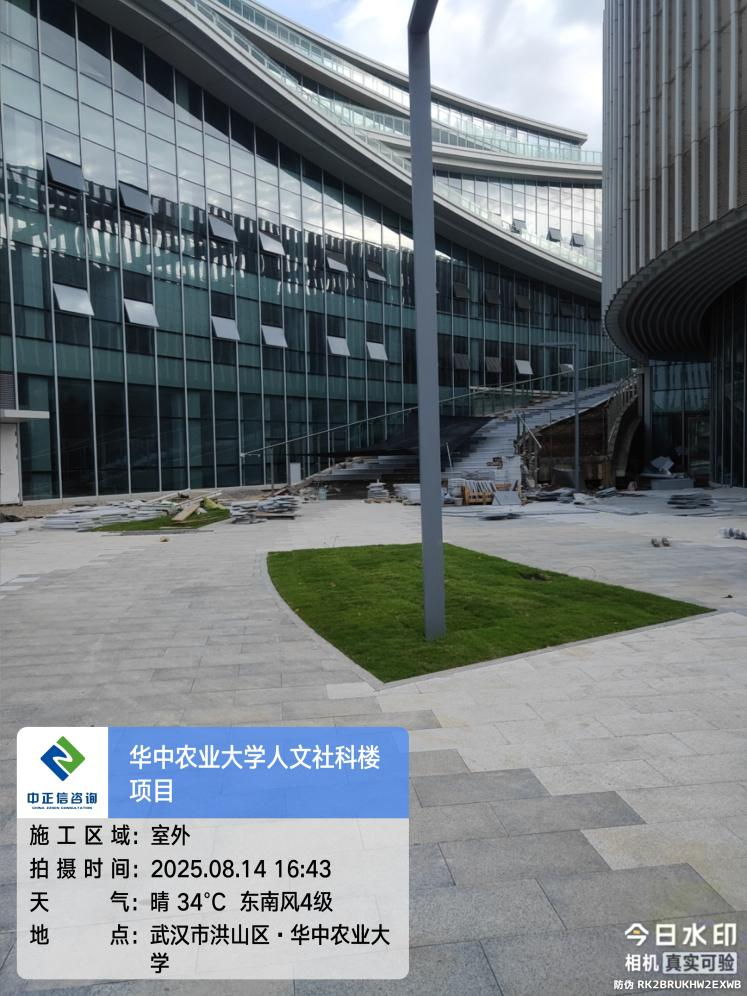 华中农业大学人文社科楼
项目
中正信咨询
CHINA ZZXIN CONSULTATION
施工区域：室外
拍摄时间：2025.08.14 16:43
天气：晴 34℃ 东南风4级
地点：武汉市洪山区·华中农业大
学
今日水印
相机 真实可验
防伪 RK2BRUKHW2EXWB